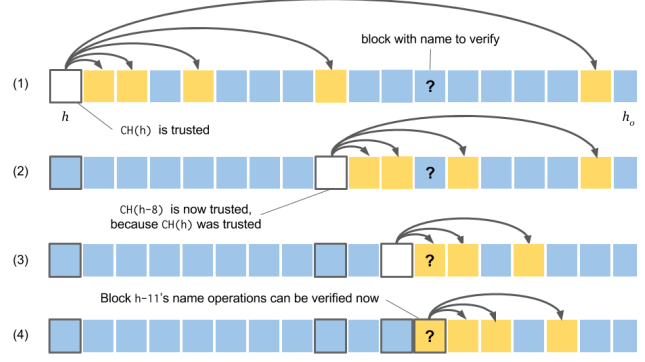 block with name to verify
(1)
?
h
CH(h) is trusted
hₒ
(2)
?
CH(h-8) is now trusted,
because CH(h) was trusted
(3)
?
Block h-11's name operations can be verified now
(4)
?